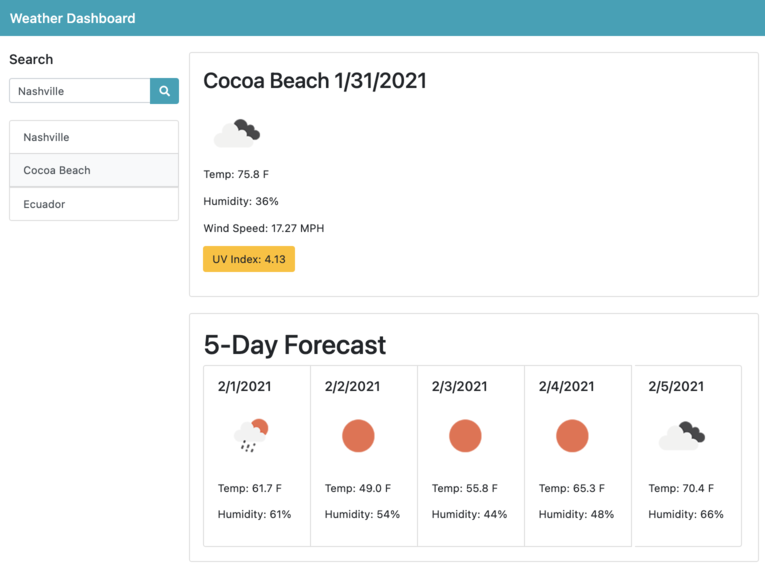 Weather Dashboard
Search
Nashville
Nashville
Cocoa Beach
Ecuador
Cocoa Beach 1/31/2021
Temp: 75.8 F
Humidity: 36%
Wind Speed: 17.27 MPH
UV Index: 4.13
5-Day Forecast
2/1/2021
Temp: 61.7 F
Humidity: 61%
2/2/2021
Temp: 49.0 F
Humidity: 54%
2/3/2021
Temp: 55.8 F
Humidity: 44%
2/4/2021
Temp: 65.3 F
Humidity: 48%
2/5/2021
Temp: 70.4 F
Humidity: 66%